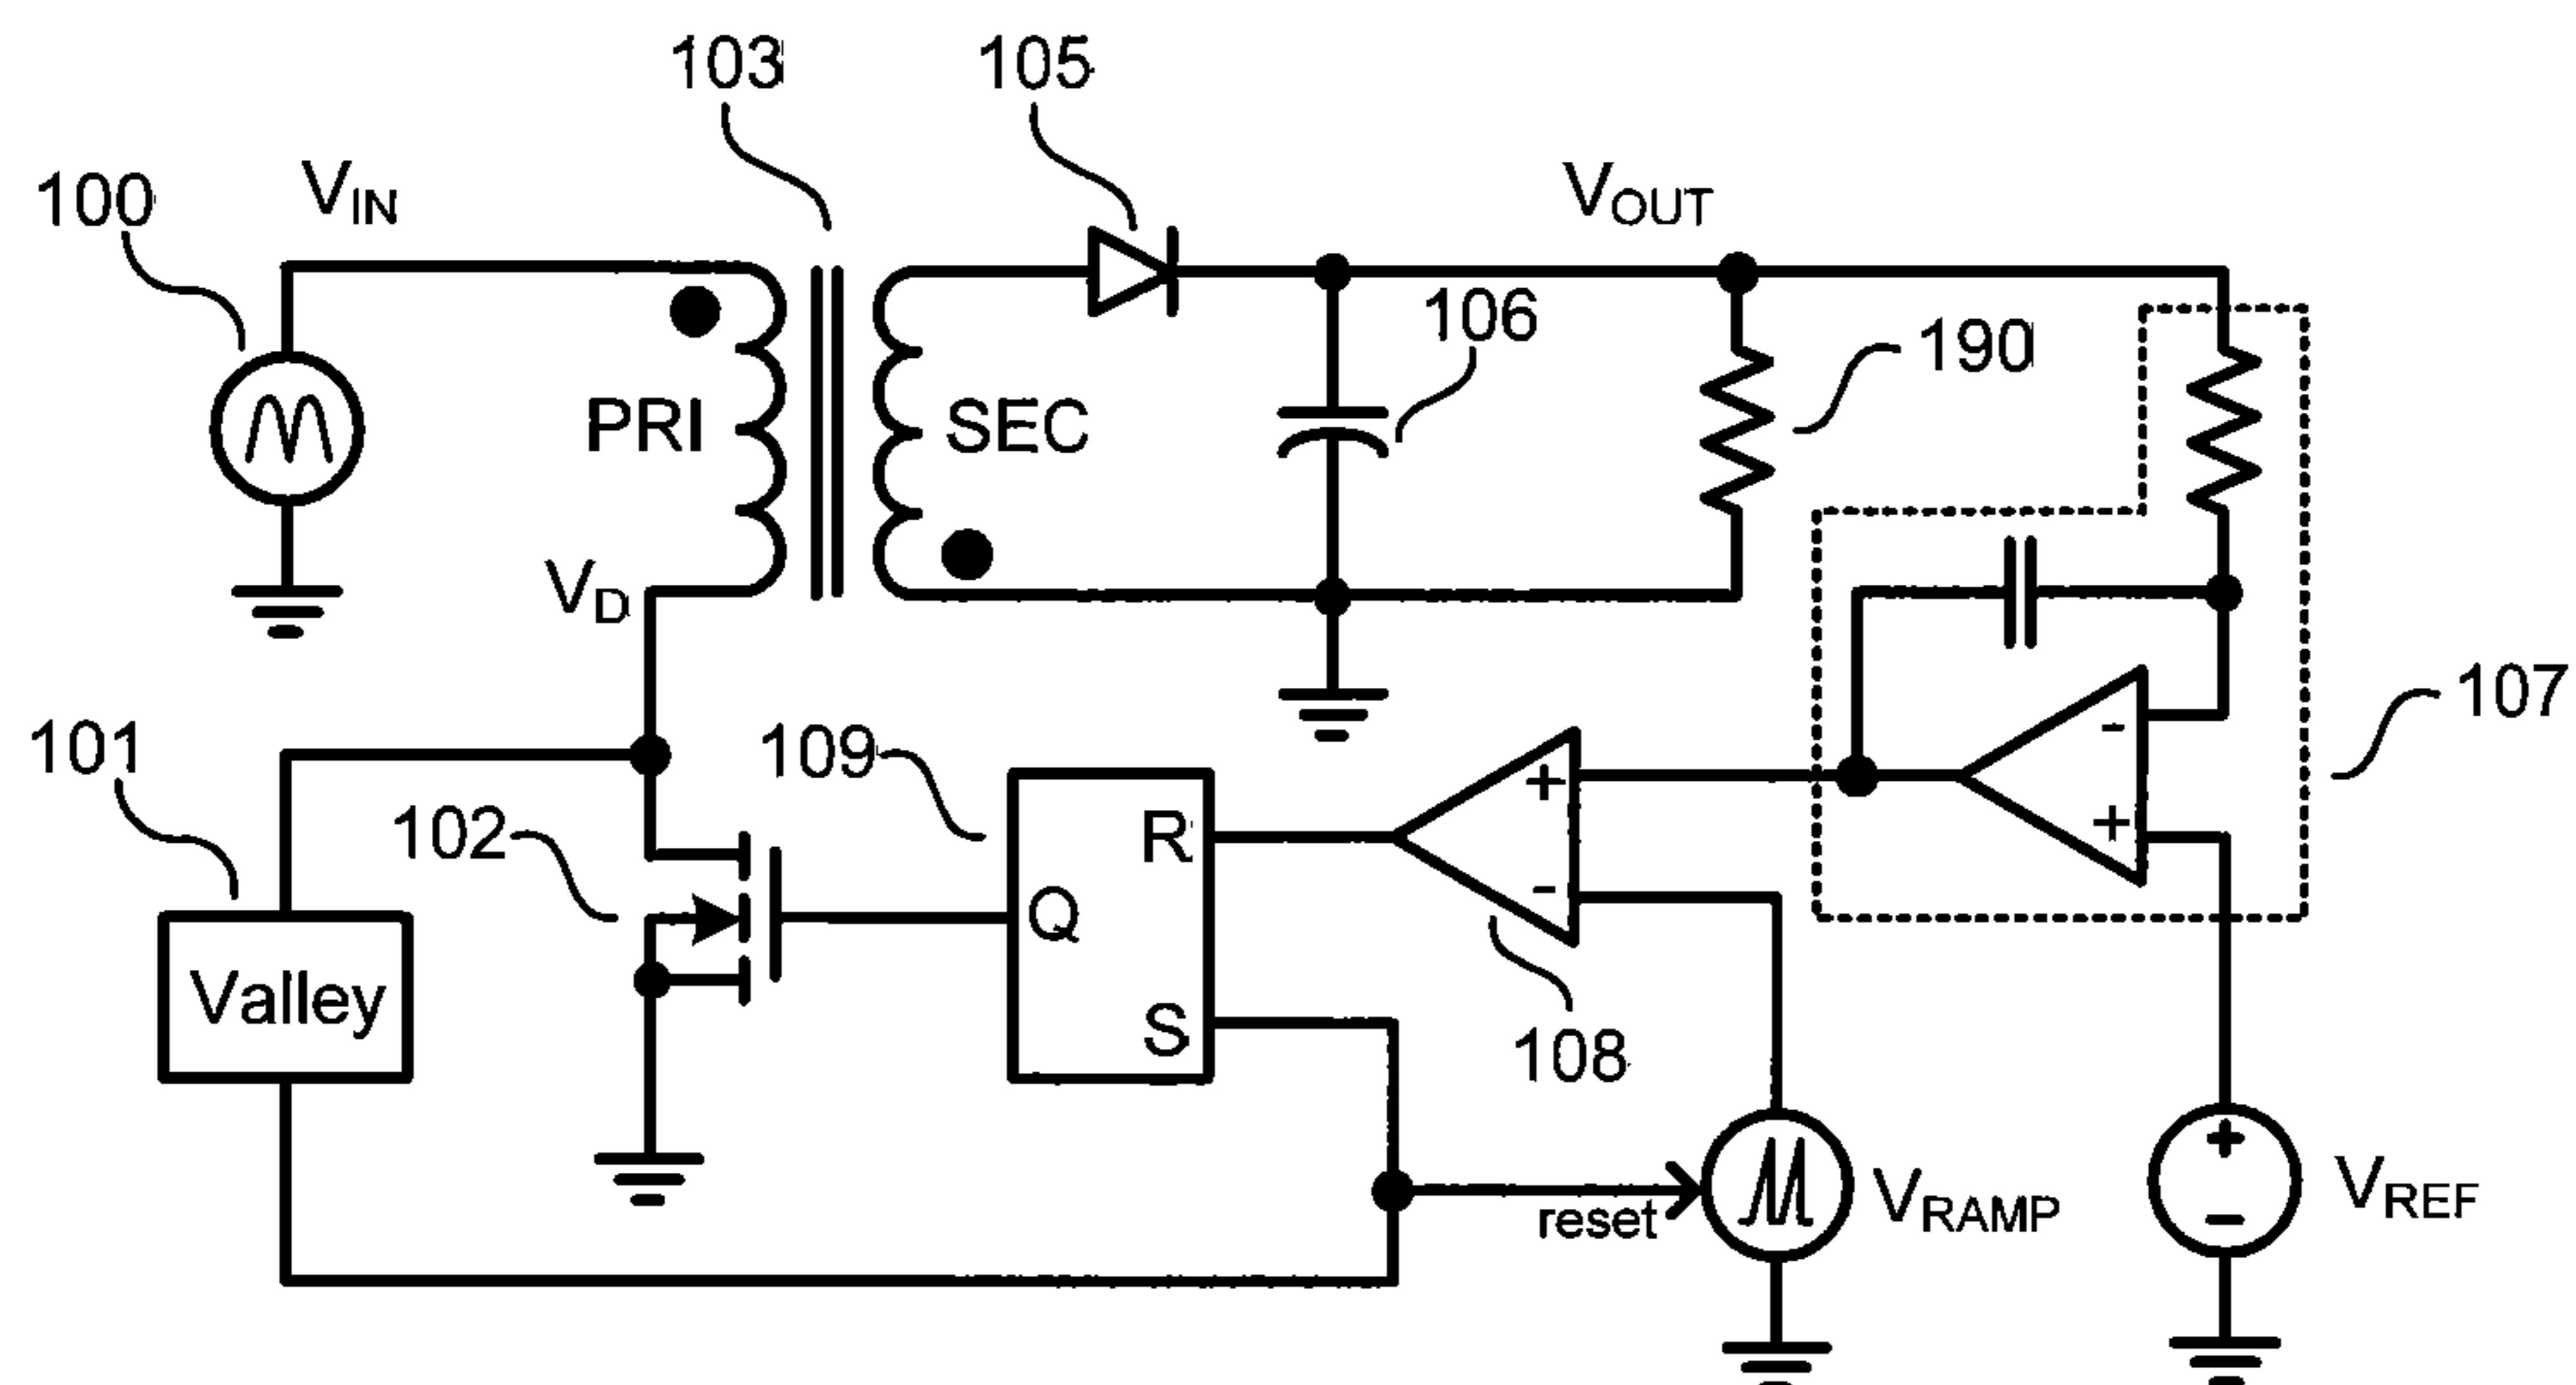 103
105
100
VIN
VOUT
106
190
PRI
SEC
VD
107
101
109
102
R
Q
S
+
-
-
+
Valley
108
reset
VRAMP
+
-
VREF